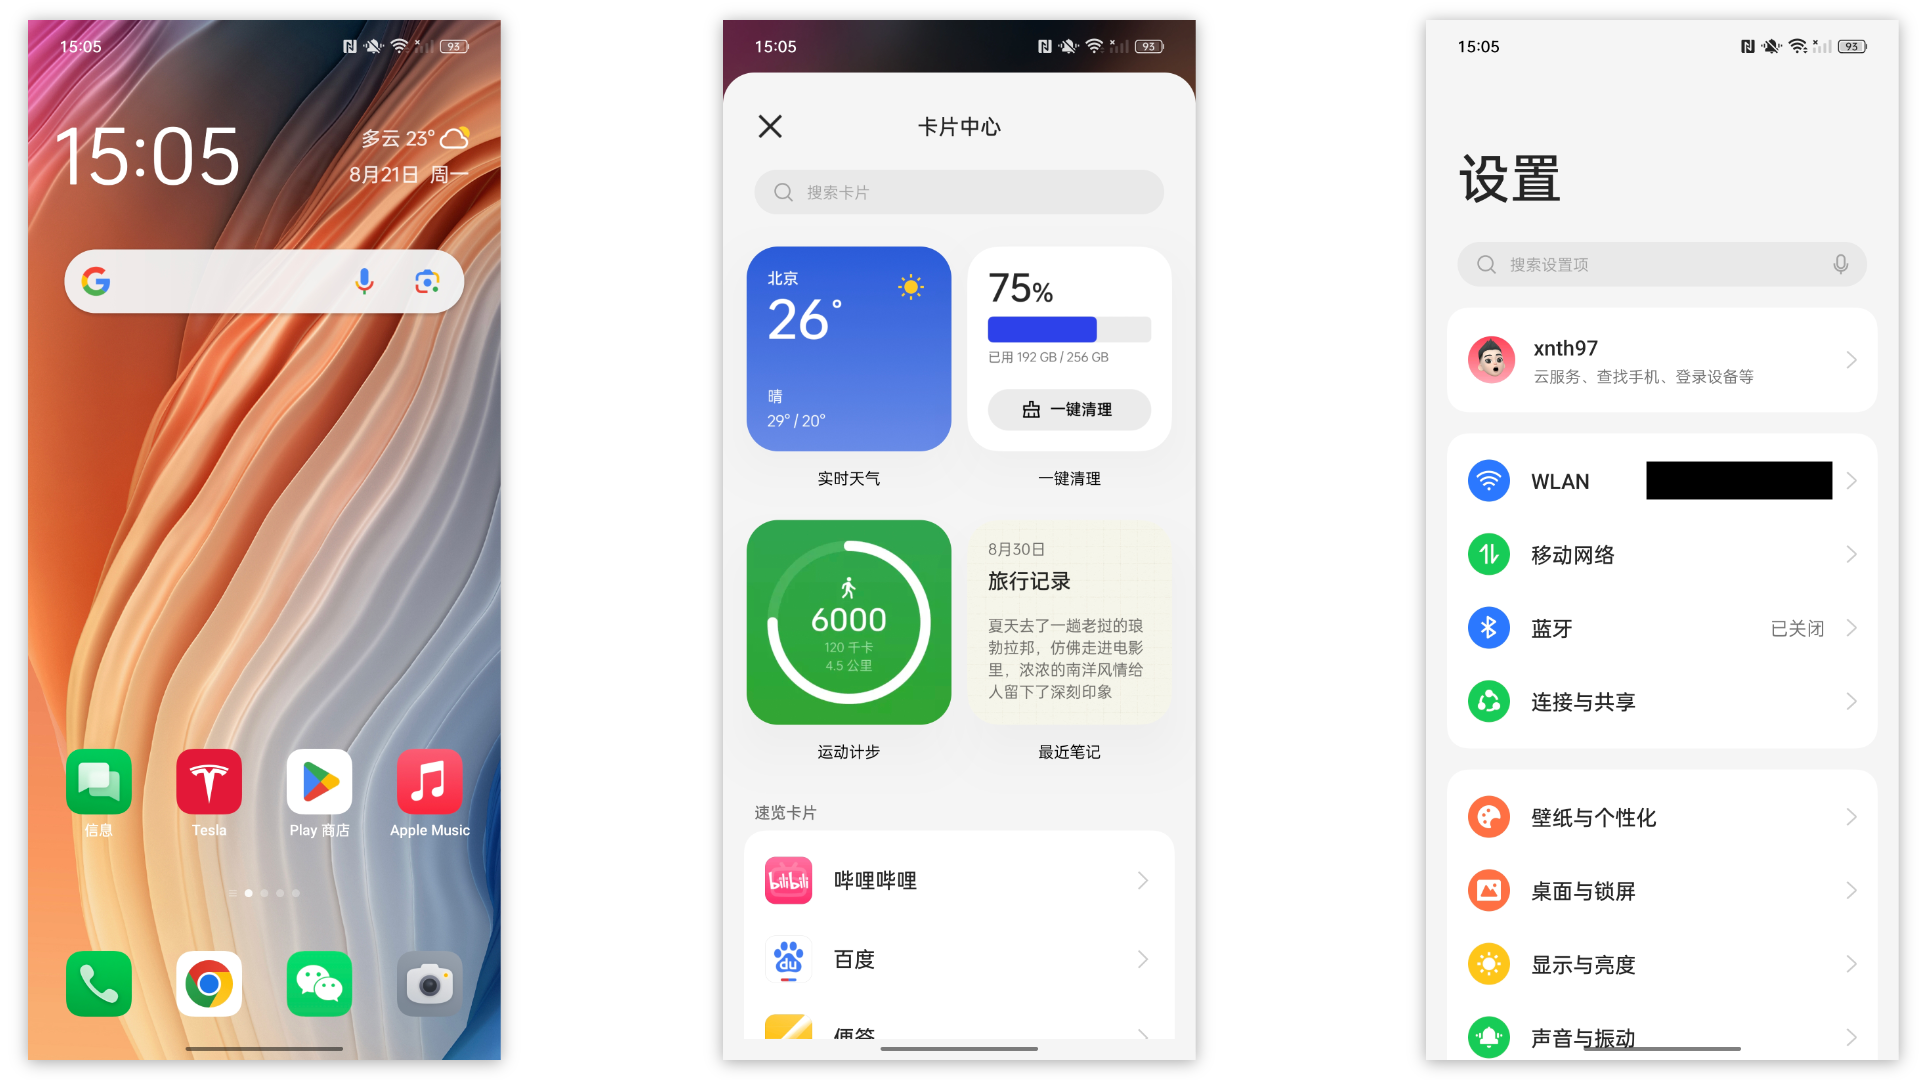 15:05
93
15:05
多云 23°
8月21日 周一
信息
Tesla
Play 商店
Apple Music
15:05
93
卡片中心
搜索卡片
北京
26°
晴
29° / 20°
实时天气
75%
已用 192 GB / 256 GB
一键清理
一键清理
6000
120 千卡
4.5 公里
运动计步
8月30日
旅行记录
夏天去了一趟老挝的琅
勃拉邦，仿佛走进电影
里，浓浓的南洋风情给
人留下了深刻印象
最近笔记
速览卡片
bilibili
哔哩哔哩
du
百度
便签
15:05
93
设置
搜索设置项
xnth97
云服务、查找手机、登录设备等
WLAN
移动网络
蓝牙
已关闭
连接与共享
壁纸与个性化
桌面与锁屏
显示与亮度
声音与振动